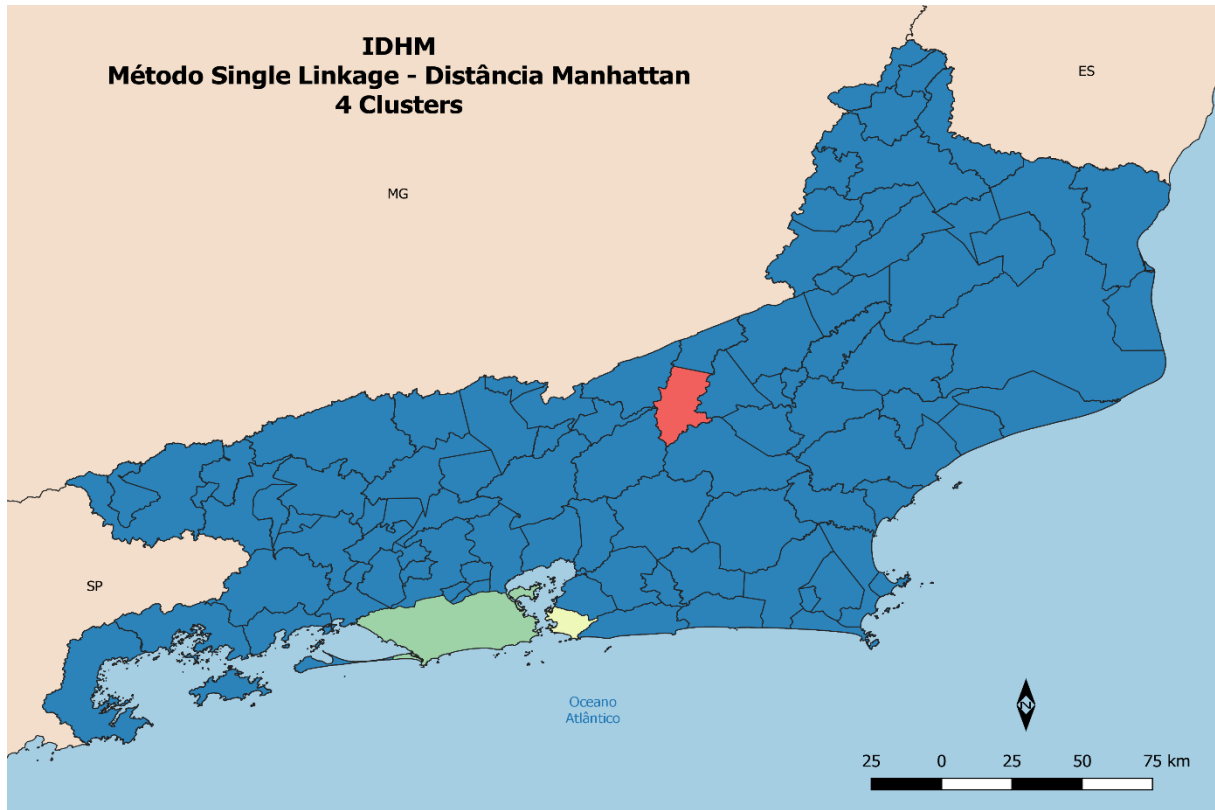 IDHM
Método Single Linkage - Distância Manhattan
4 Clusters
ES
MG
SP
Oceano
Atlântico
N
25 0 25 50 75 km